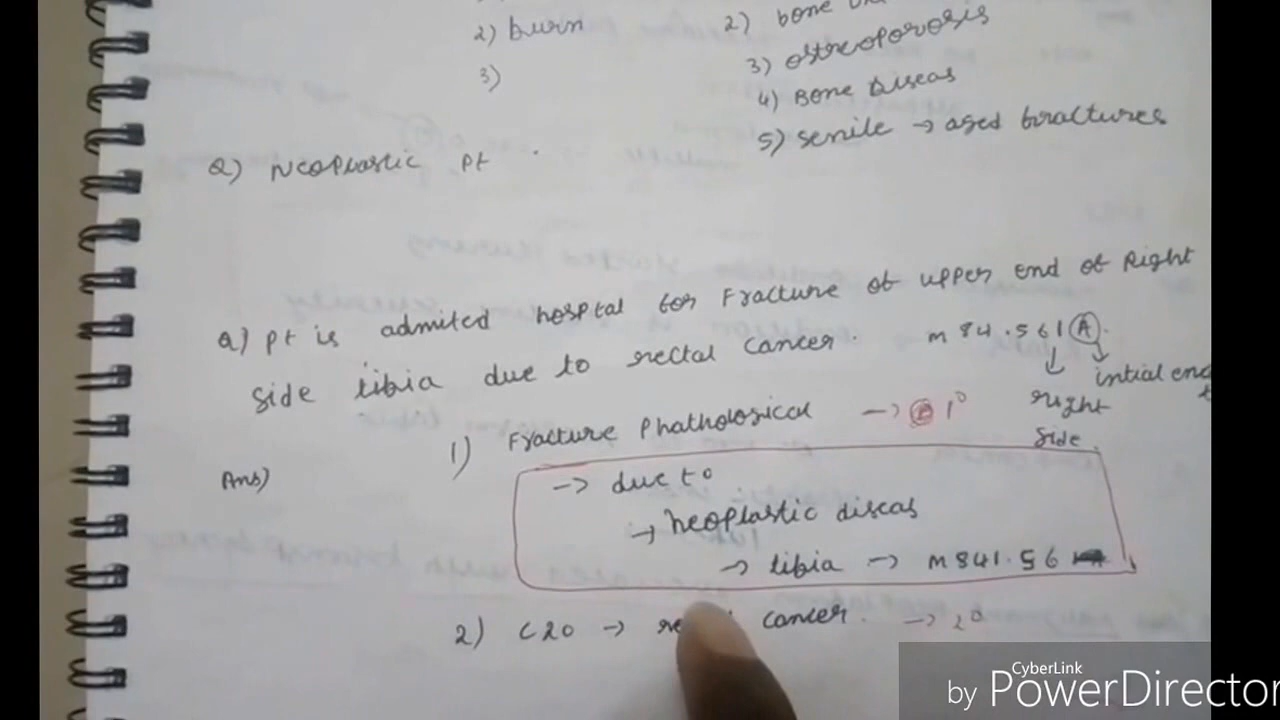 2) burn
3)
2) bone
3) osteoporosis
4) Bone diseas
5) senile → aged fractures
Q) Neoplastic pt
Q) pt is admited hosptal for Fracture of upper end of Right
side tibia due to rectal cancer. M 84.561 A.
intial
right
side
Ans)
1) Fracture Phathological → 1°
→ due to
→ Neoplastic diseas
→ tibia → M841.56
2) C20 → cancer. → 2°
CyberLink
by PowerDirector